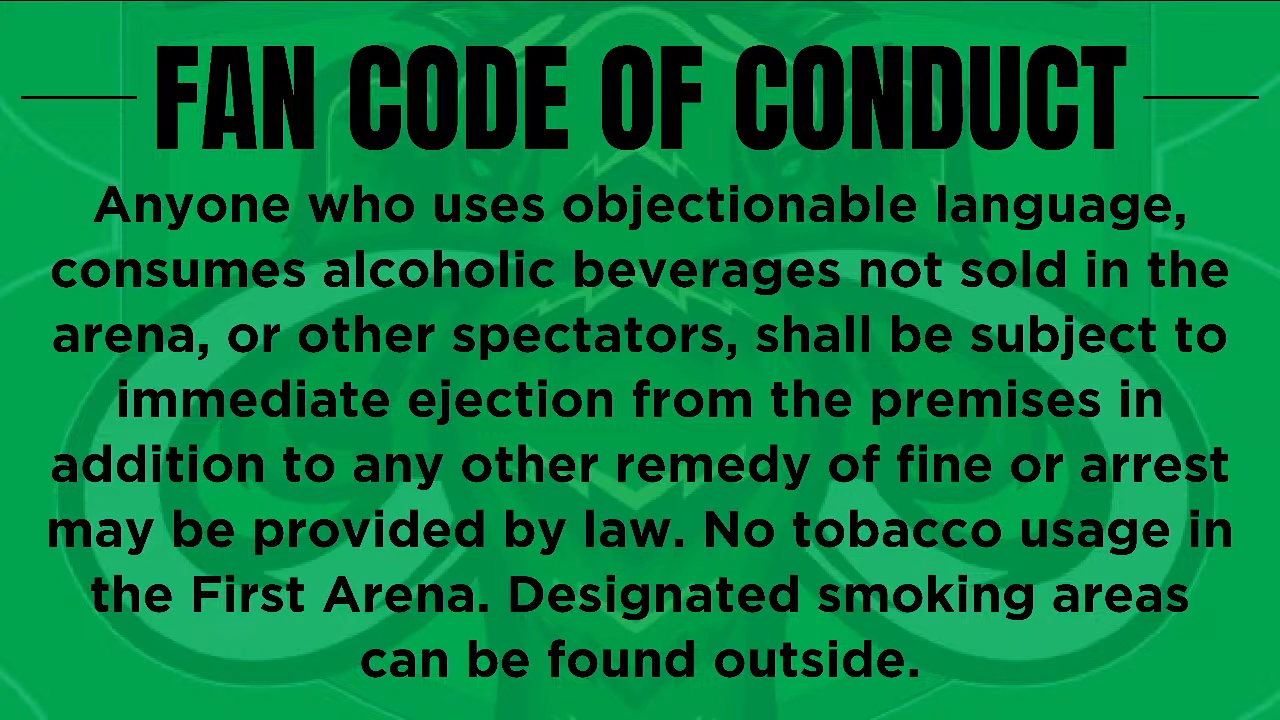 FAN CODE OF CONDUCT
Anyone who uses objectionable language,
consumes alcoholic beverages not sold in the
arena, or other spectators, shall be subject to
immediate ejection from the premises in
addition to any other remedy of fine or arrest
may be provided by law. No tobacco usage in
the First Arena. Designated smoking areas
can be found outside.